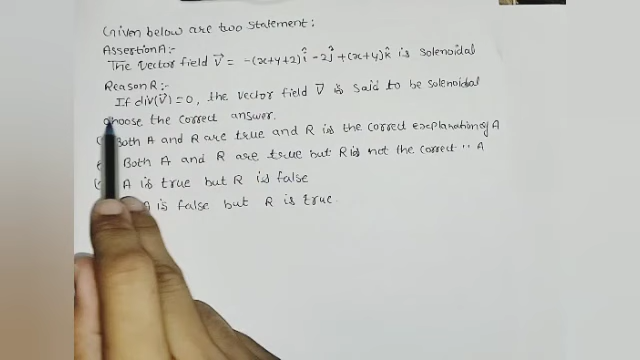 Given below are two statement:
Assertion A:-
The vector field V⃗ = -(x+y+2)î - 2ĵ + (x+y)k̂ is solenoidal
Reason R:-
If div(V⃗)=0, the vector field V̅ is said to be solenoidal
choose the correct answer.
Both A and R are true and R is the correct explanation of A
Both A and R are true but R is not the correct '' A
A is true but R is false
A is false but R is true.